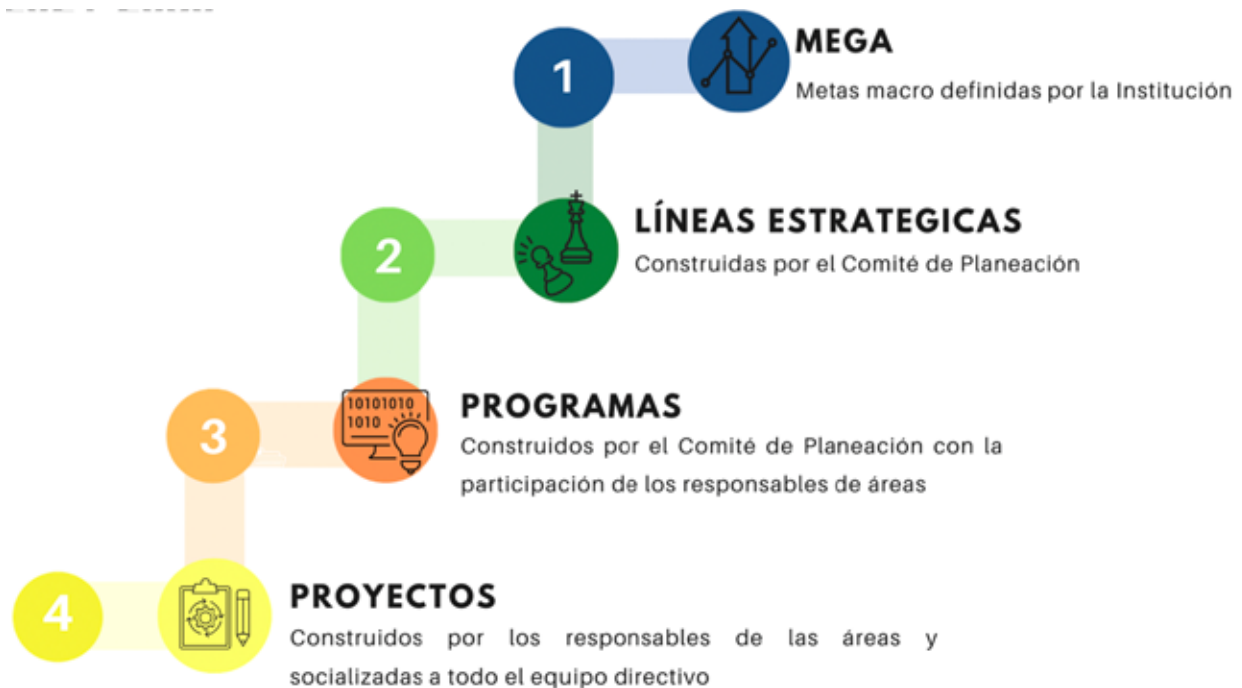 1
MEGA
Metas macro definidas por la Institución
2
LÍNEAS ESTRATEGICAS
Construidas por el Comité de Planeación
3
10101010
1010
PROGRAMAS
Construidos por el Comité de Planeación con la
participación de los responsables de áreas
4
PROYECTOS
Construidos por los responsables de las áreas y
socializadas a todo el equipo directivo